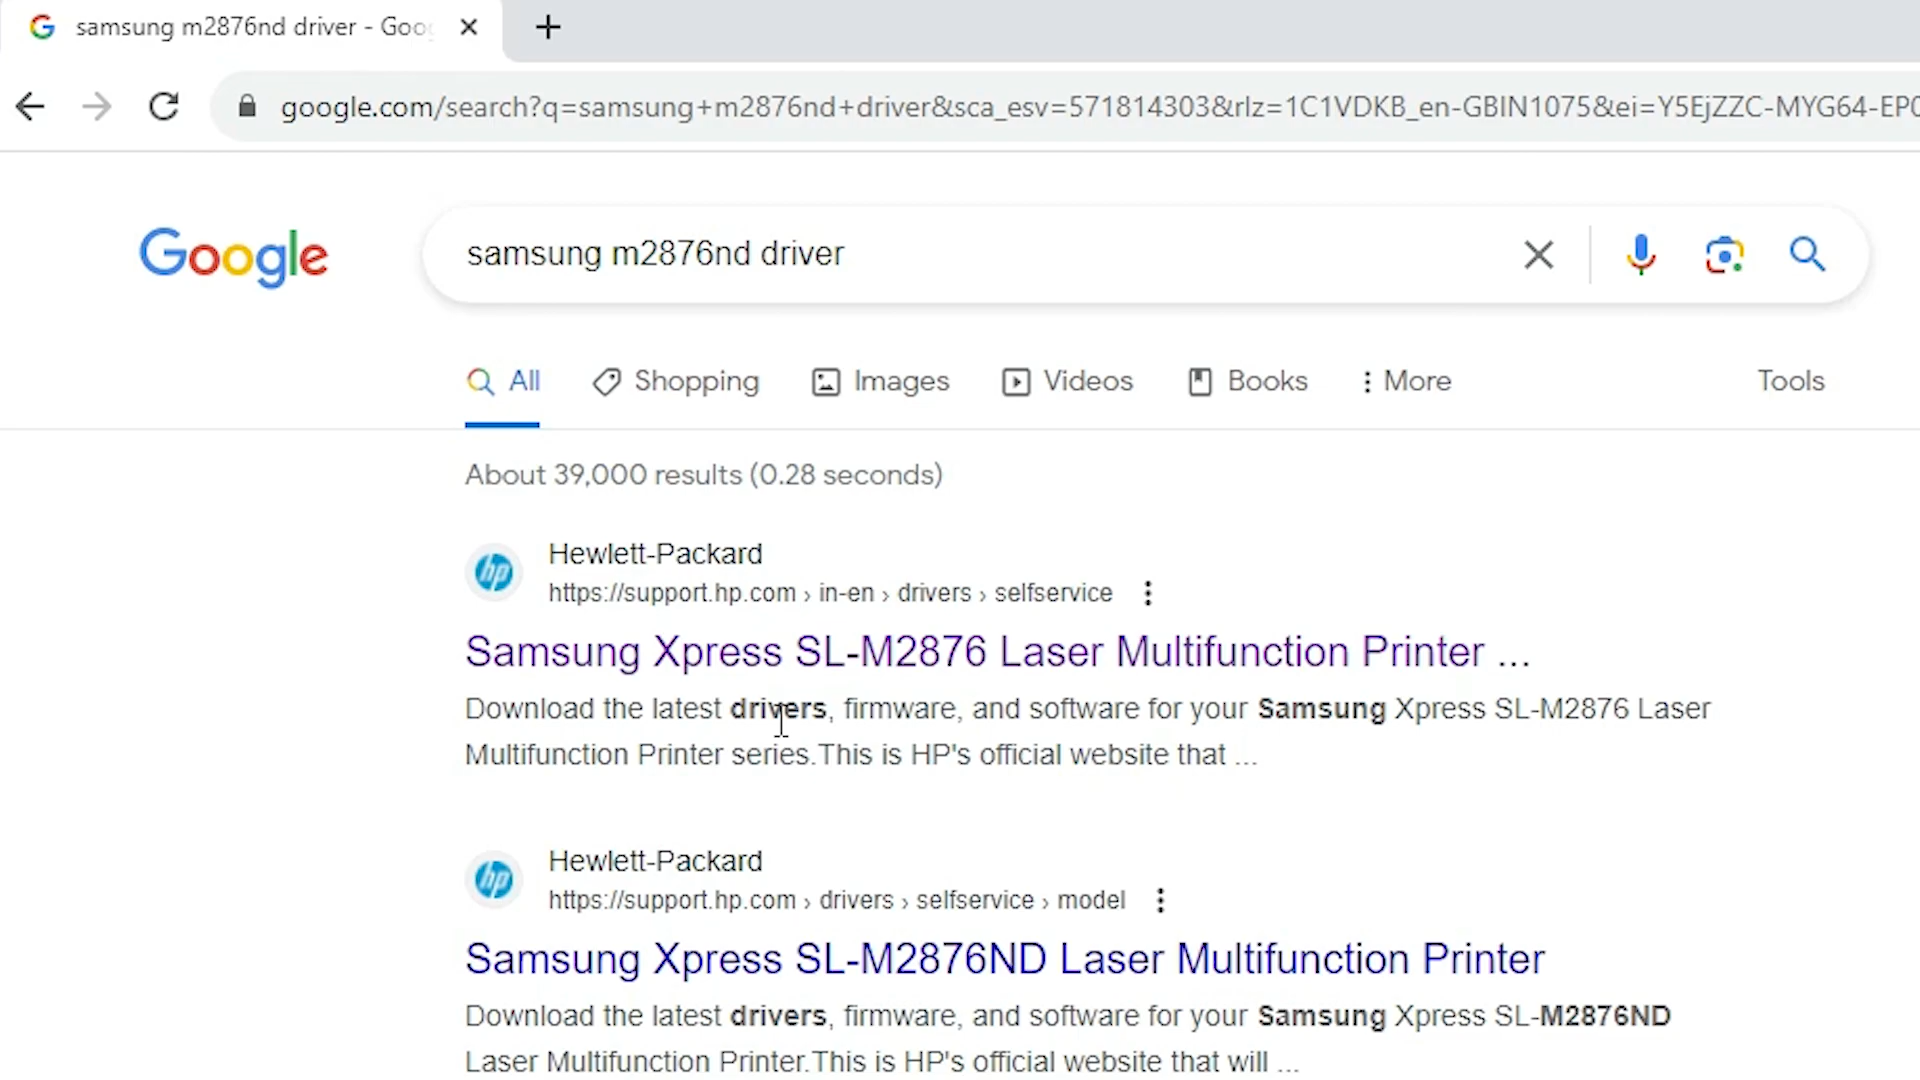 samsung m2876nd driver - Goo
google.com/search?q=samsung+m2876nd+driver&sca_esv=571814303&rlz=1C1VDKB_en-GBIN1075&ei=Y5EjZZC-MYG64-EP0
Google
samsung m2876nd driver
All Shopping Images Videos Books More Tools
About 39,000 results (0.28 seconds)
hp
Hewlett-Packard
https://support.hp.com › in-en › drivers › selfservice
Samsung Xpress SL-M2876 Laser Multifunction Printer ...
Download the latest drivers, firmware, and software for your Samsung Xpress SL-M2876 Laser
Multifunction Printer series.This is HP's official website that ...
hp
Hewlett-Packard
https://support.hp.com › drivers › selfservice › model
Samsung Xpress SL-M2876ND Laser Multifunction Printer
Download the latest drivers, firmware, and software for your Samsung Xpress SL-M2876ND
Laser Multifunction Printer.This is HP's official website that will ...